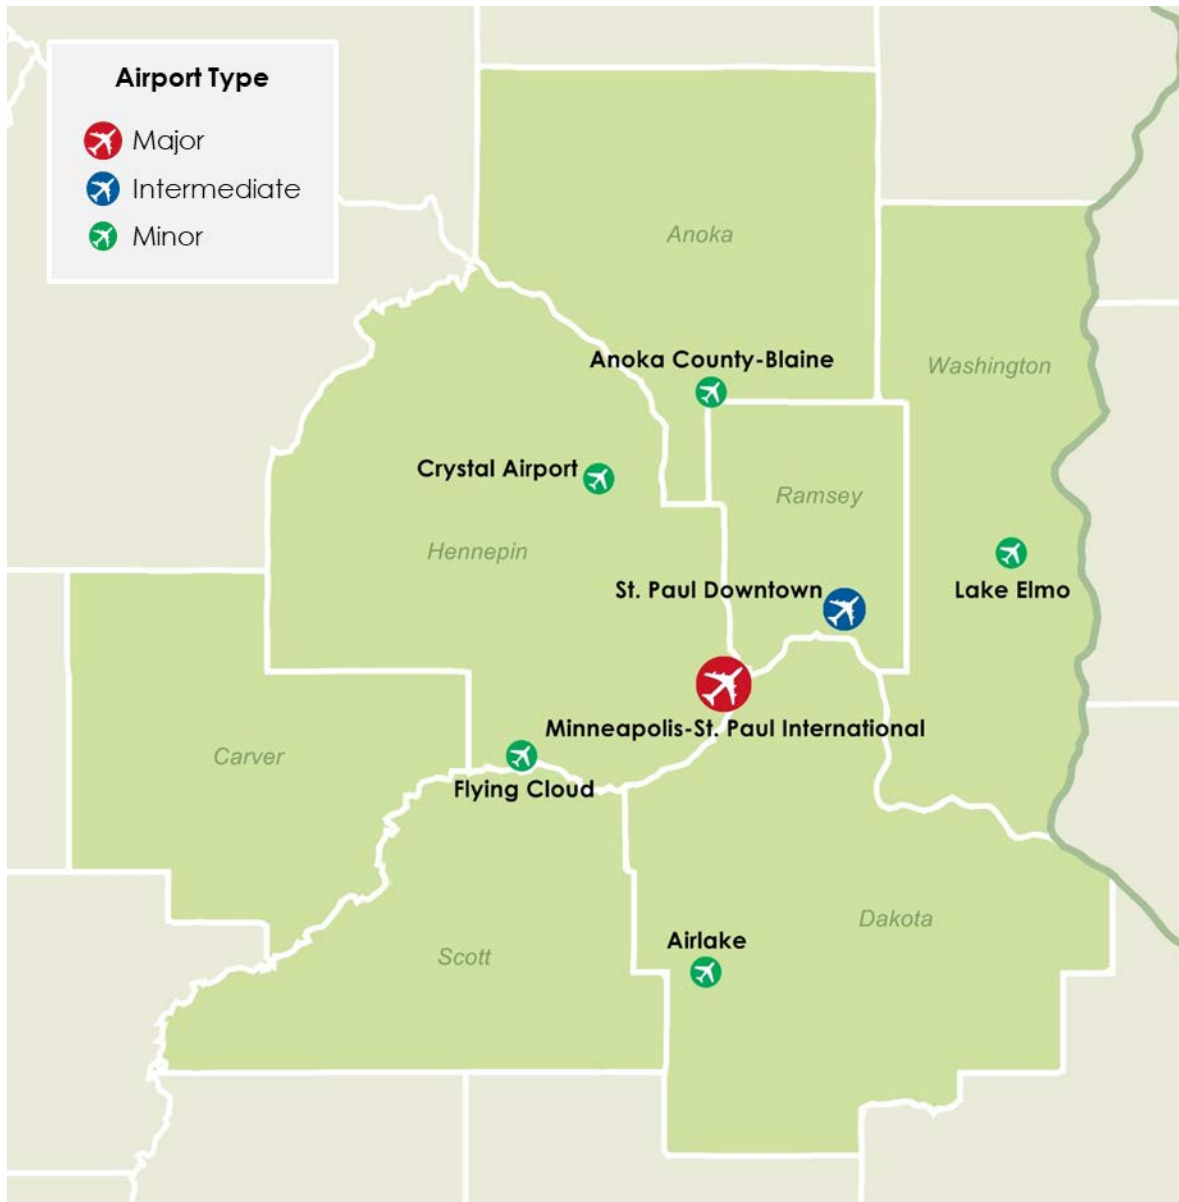 Airport Type
Major
Intermediate
Minor
Anoka
Anoka County-Blaine
Washington
Crystal Airport
Ramsey
Hennepin
St. Paul Downtown
Lake Elmo
Minneapolis-St. Paul International
Carver
Flying Cloud
Dakota
Airlake
Scott